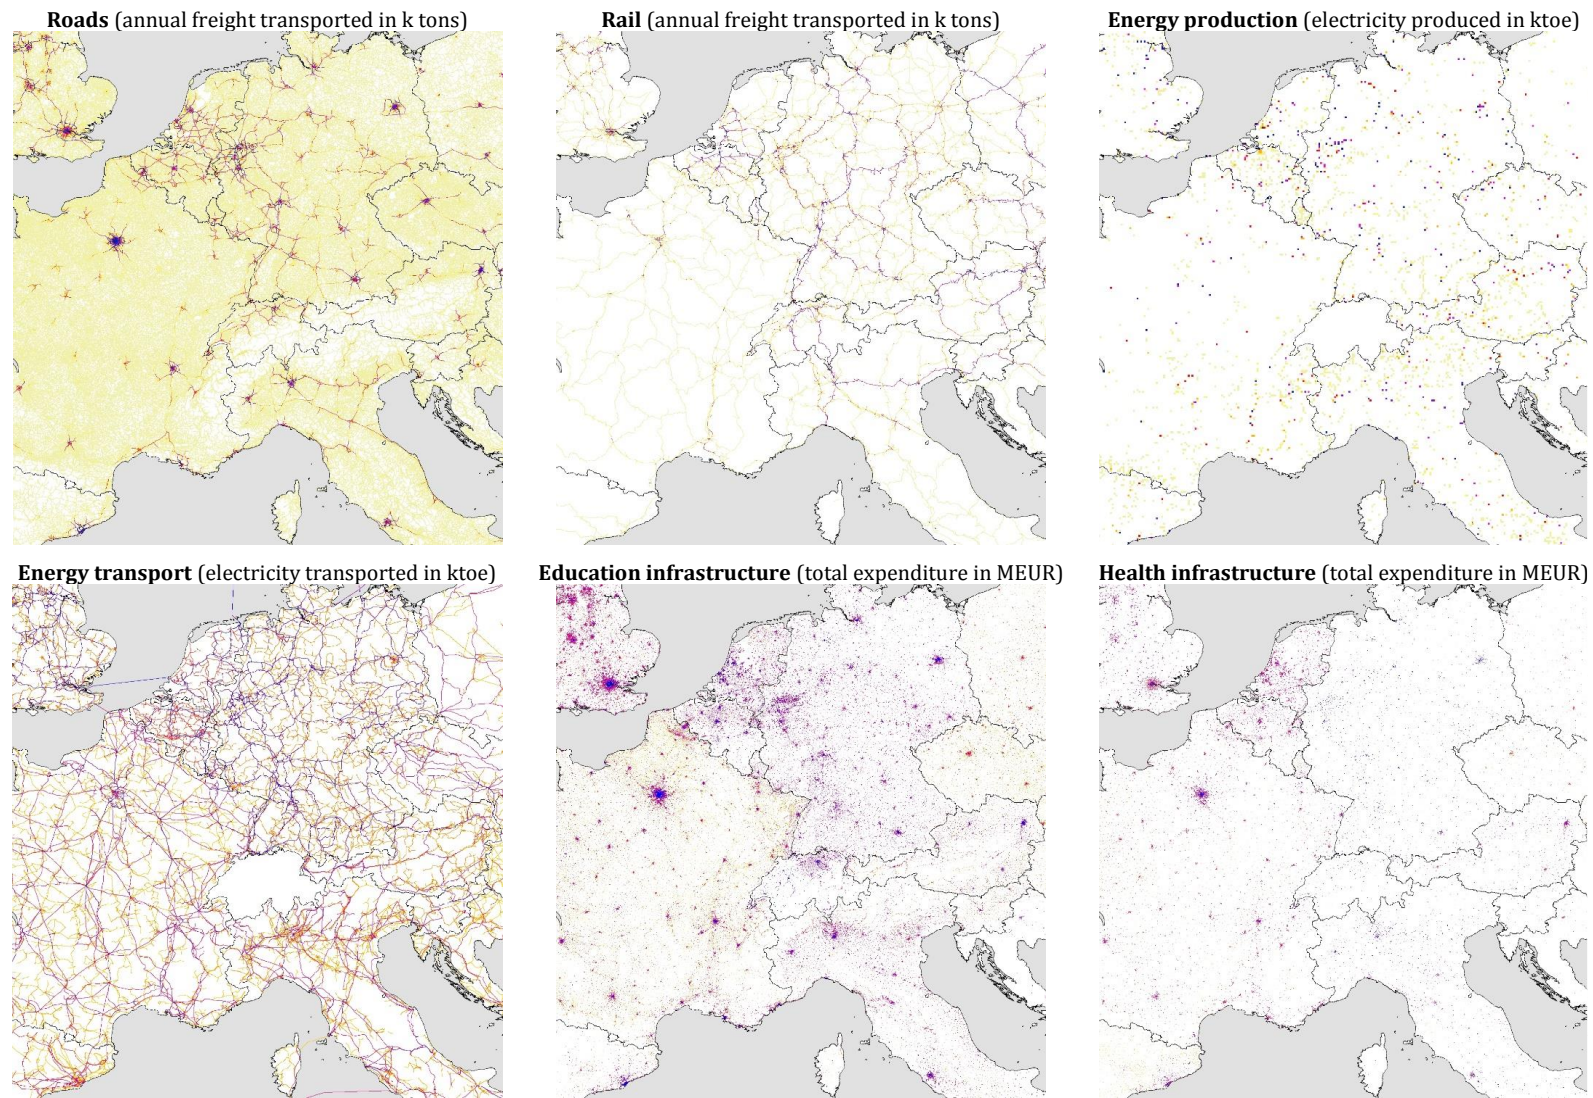 Roads (annual freight transported in k tons)
Rail (annual freight transported in k tons)
Energy production (electricity produced in ktoe)
Energy transport (electricity transported in ktoe)
Education infrastructure (total expenditure in MEUR)
Health infrastructure (total expenditure in MEUR)